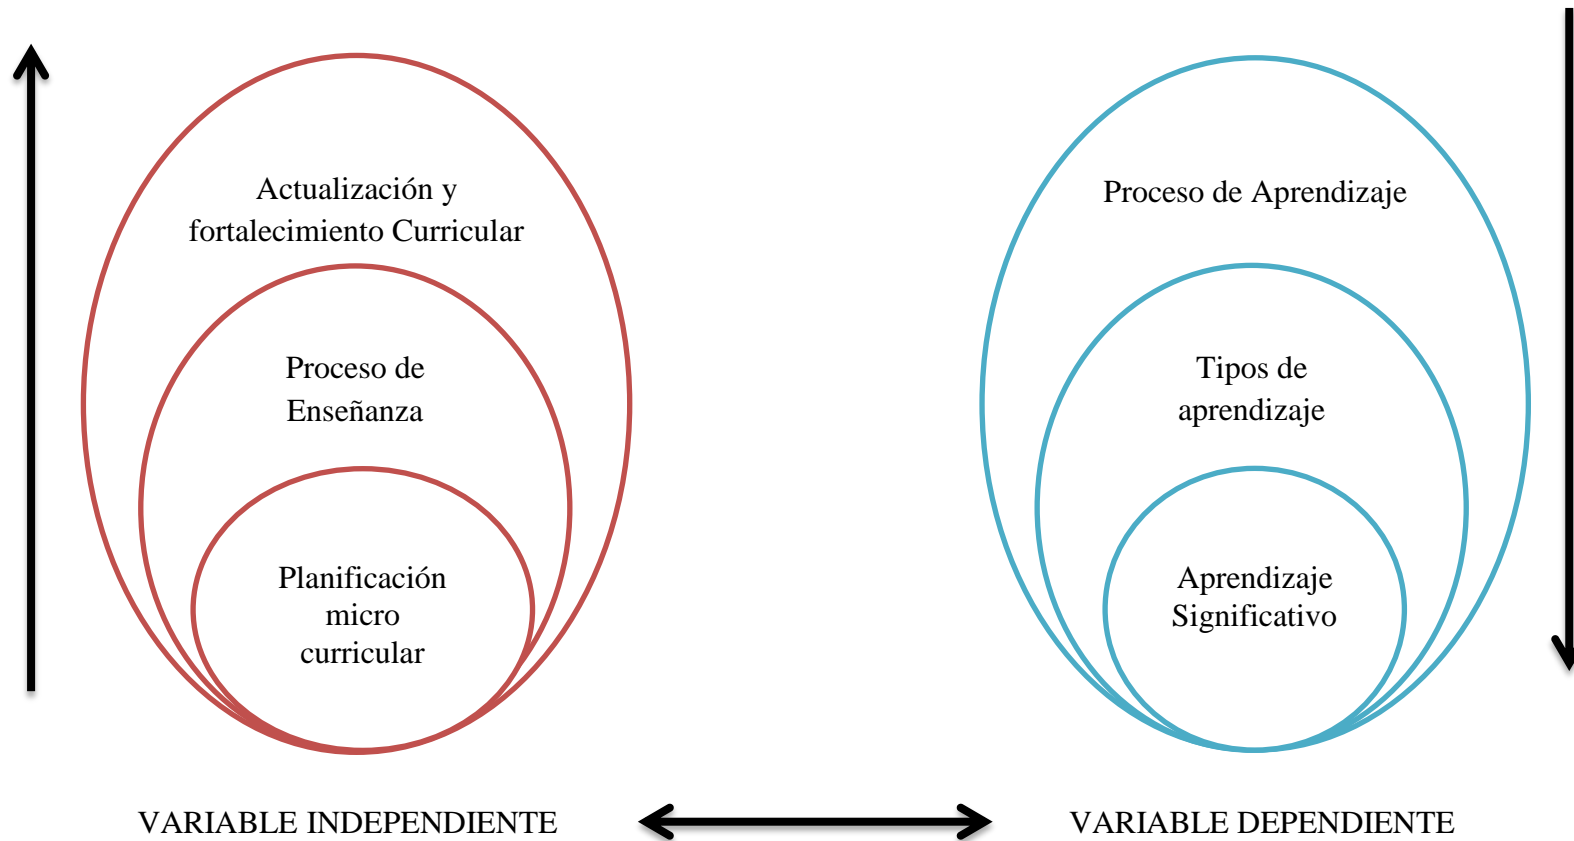 Actualización y
fortalecimiento Curricular
Proceso de
Enseñanza
Planificación
micro
curricular
VARIABLE INDEPENDIENTE
Proceso de Aprendizaje
Tipos de
aprendizaje
Aprendizaje
Significativo
VARIABLE DEPENDIENTE